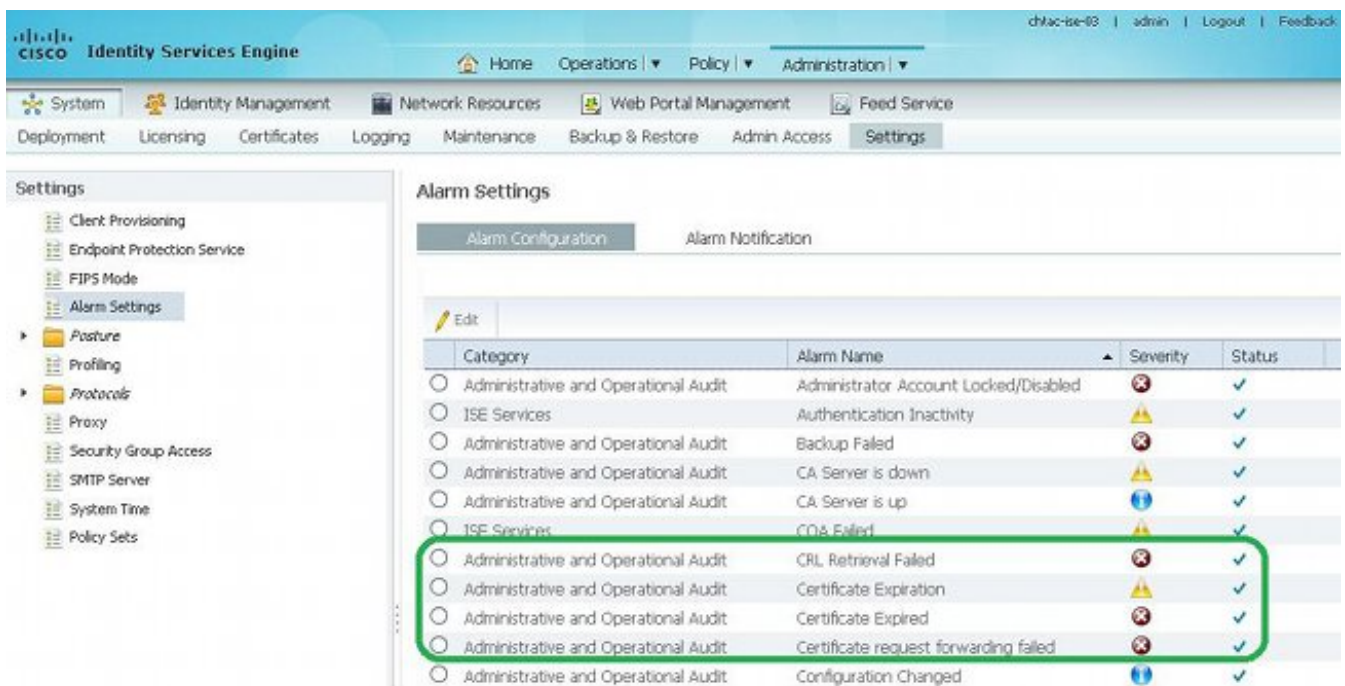 chtac-ise-03 | admin | Logout | Feedback
CISCO Identity Services Engine
Home Operations | Policy | Administration |
System Identity Management Network Resources Web Portal Management Feed Service
Deployment Licensing Certificates Logging Maintenance Backup & Restore Admin Access Settings
Settings
Client Provisioning
Endpoint Protection Service
FIPS Mode
Alarm Settings
Posture
Profiling
Protocols
Proxy
Security Group Access
SMTP Server
System Time
Policy Sets
Alarm Settings
Alarm Configuration Alarm Notification
Edit
Category Alarm Name Severity Status
Administrative and Operational Audit Administrator Account Locked/Disabled
ISE Services Authentication Inactivity
Administrative and Operational Audit Backup Failed
Administrative and Operational Audit CA Server is down
Administrative and Operational Audit CA Server is up
ISE Services COA Failed
Administrative and Operational Audit CRL Retrieval Failed
Administrative and Operational Audit Certificate Expiration
Administrative and Operational Audit Certificate Expired
Administrative and Operational Audit Certificate request forwarding failed
Administrative and Operational Audit Configuration Changed